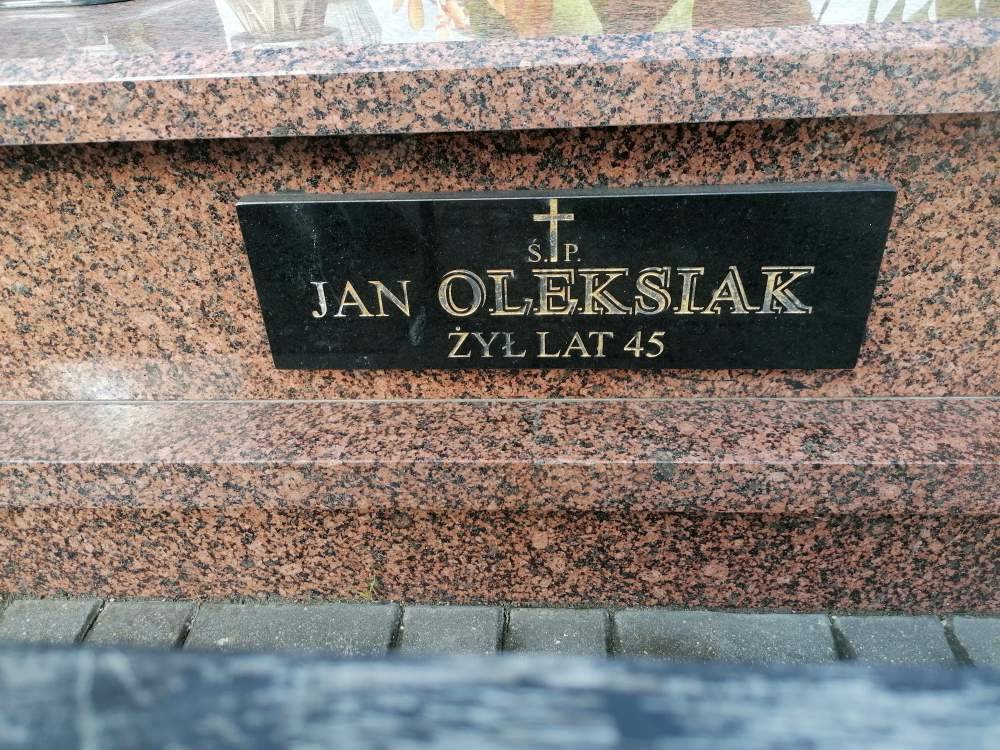 Ś.P.
JAN OLEKSIAK
ŻYŁ LAT 45